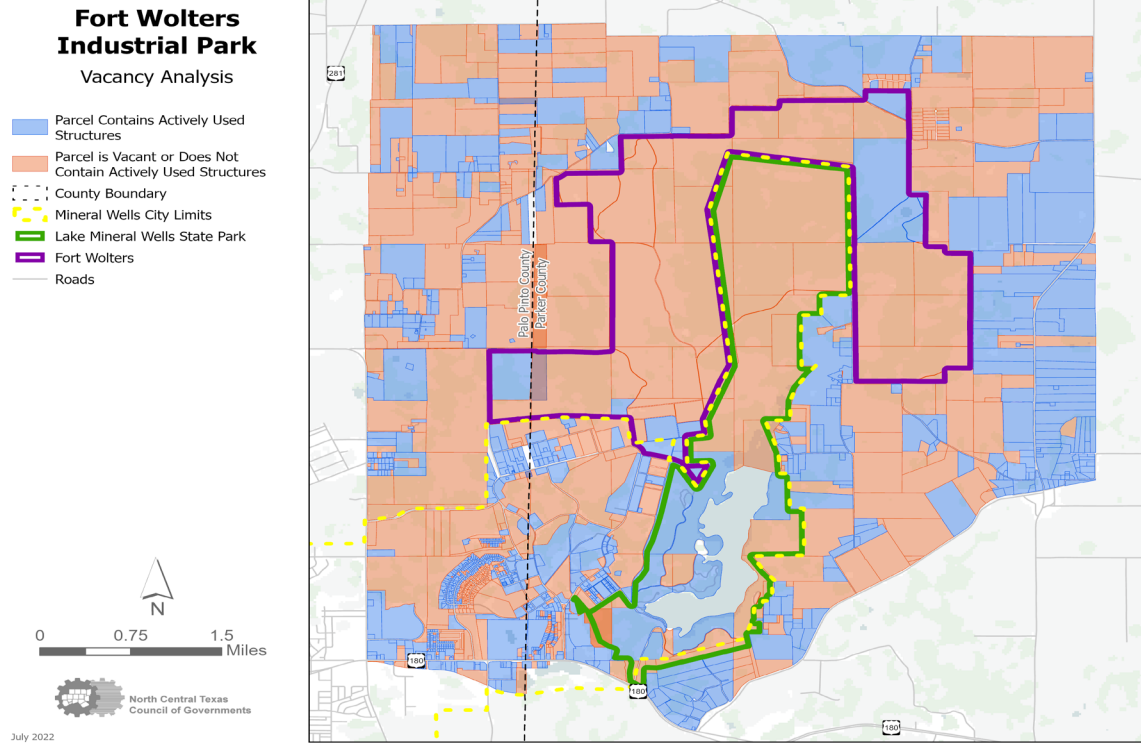 Fort Wolters
Industrial Park
Vacancy Analysis
Parcel Contains Actively Used
Structures
Parcel is Vacant or Does Not
Contain Actively Used Structures
County Boundary
Mineral Wells City Limits
Lake Mineral Wells State Park
Fort Wolters
Roads
281
Palo Pinto County
Parker County
N
0 0.75 1.5
Miles
180
180
180
North Central Texas
Council of Governments
July 2022